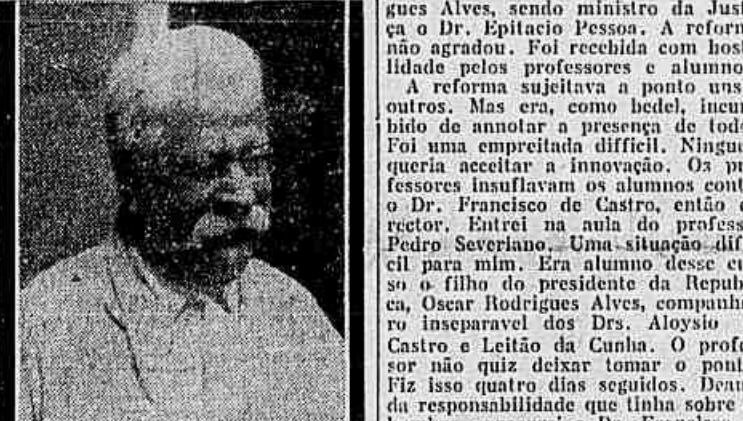 gues Alves, sendo ministro da Just
ça o Dr. Epitacio Pessoa. A reform
não agradou. Foi recebida com hos
lidade pelos professores e alumno
A reforma sujeitava a ponto uns
outros. Mas era, como bedel, incum
bido de annotar a presença de tod
Foi uma empreitada difficil. Ningue
queria acceitar a innovação. Os pr
fessores insuflavam os alumnos cont
o Dr. Francisco de Castro, então
rector. Entrei na aula do profess
Pedro Severiano. Uma situação dif
cil para mim. Era alumno desse cu
so o filho do presidente da Repub
ca, Oscar Rodrigues Alves, companh
ro inseparavel dos Drs. Aloysio
Castro e Leitão da Cunha. O profe
sor não quiz deixar tomar o pont
Fiz isso quatro dias seguidos. Dean
da responsabilidade que tinha sobre